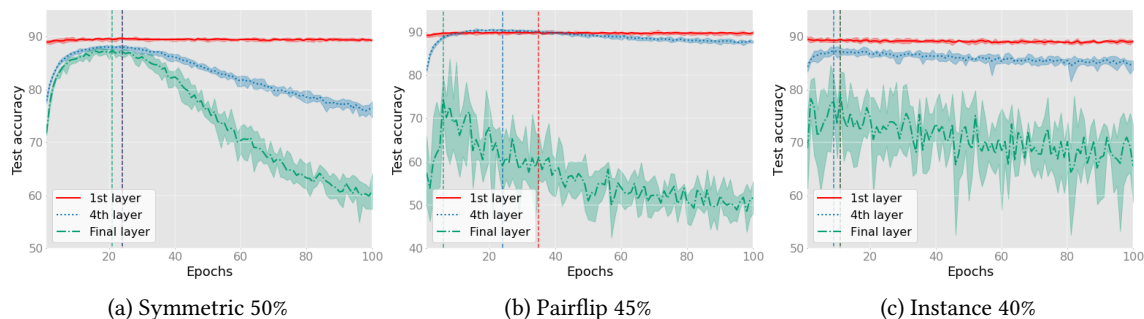 90
80
70
60
50
Test accuracy
1st layer
4th layer
Final layer
20
40
60
80
100
Epochs
(a) Symmetric 50%
90
80
70
60
50
40
Test accuracy
1st layer
4th layer
Final layer
20
40
60
80
100
Epochs
(b) Pairflip 45%
90
80
70
60
50
Test accuracy
1st layer
4th layer
Final layer
20
40
60
80
100
Epochs
(c) Instance 40%